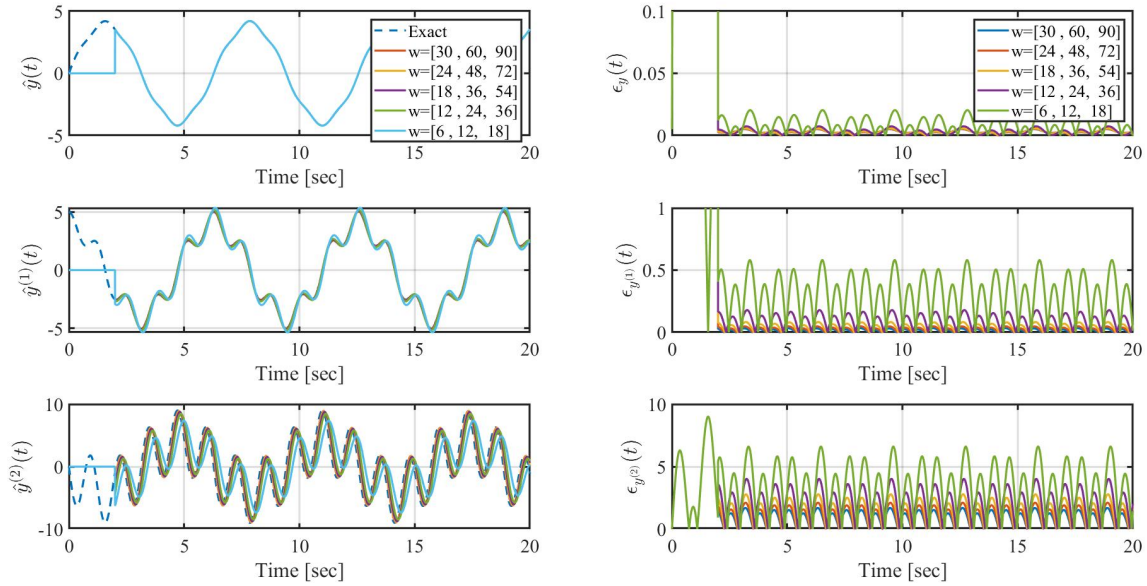 5
0
-5
0 5 10 15 20
ŷ(t)
Time [sec]
Exact
w=[30 , 60, 90]
w=[24 , 48, 72]
w=[18 , 36, 54]
w=[12 , 24, 36]
w=[6 , 12, 18]
0.1
0.05
0
0 5 10 15 20
ϵ_y(t)
Time [sec]
w=[30 , 60, 90]
w=[24 , 48, 72]
w=[18 , 36, 54]
w=[12 , 24, 36]
w=[6 , 12, 18]
5
0
-5
0 5 10 15 20
ŷ⁽¹⁾(t)
Time [sec]
1
0.5
0
0 5 10 15 20
ϵ_{y⁽¹⁾}(t)
Time [sec]
10
0
-10
0 5 10 15 20
ŷ⁽²⁾(t)
Time [sec]
10
5
0
0 5 10 15 20
ϵ_{y⁽²⁾}(t)
Time [sec]